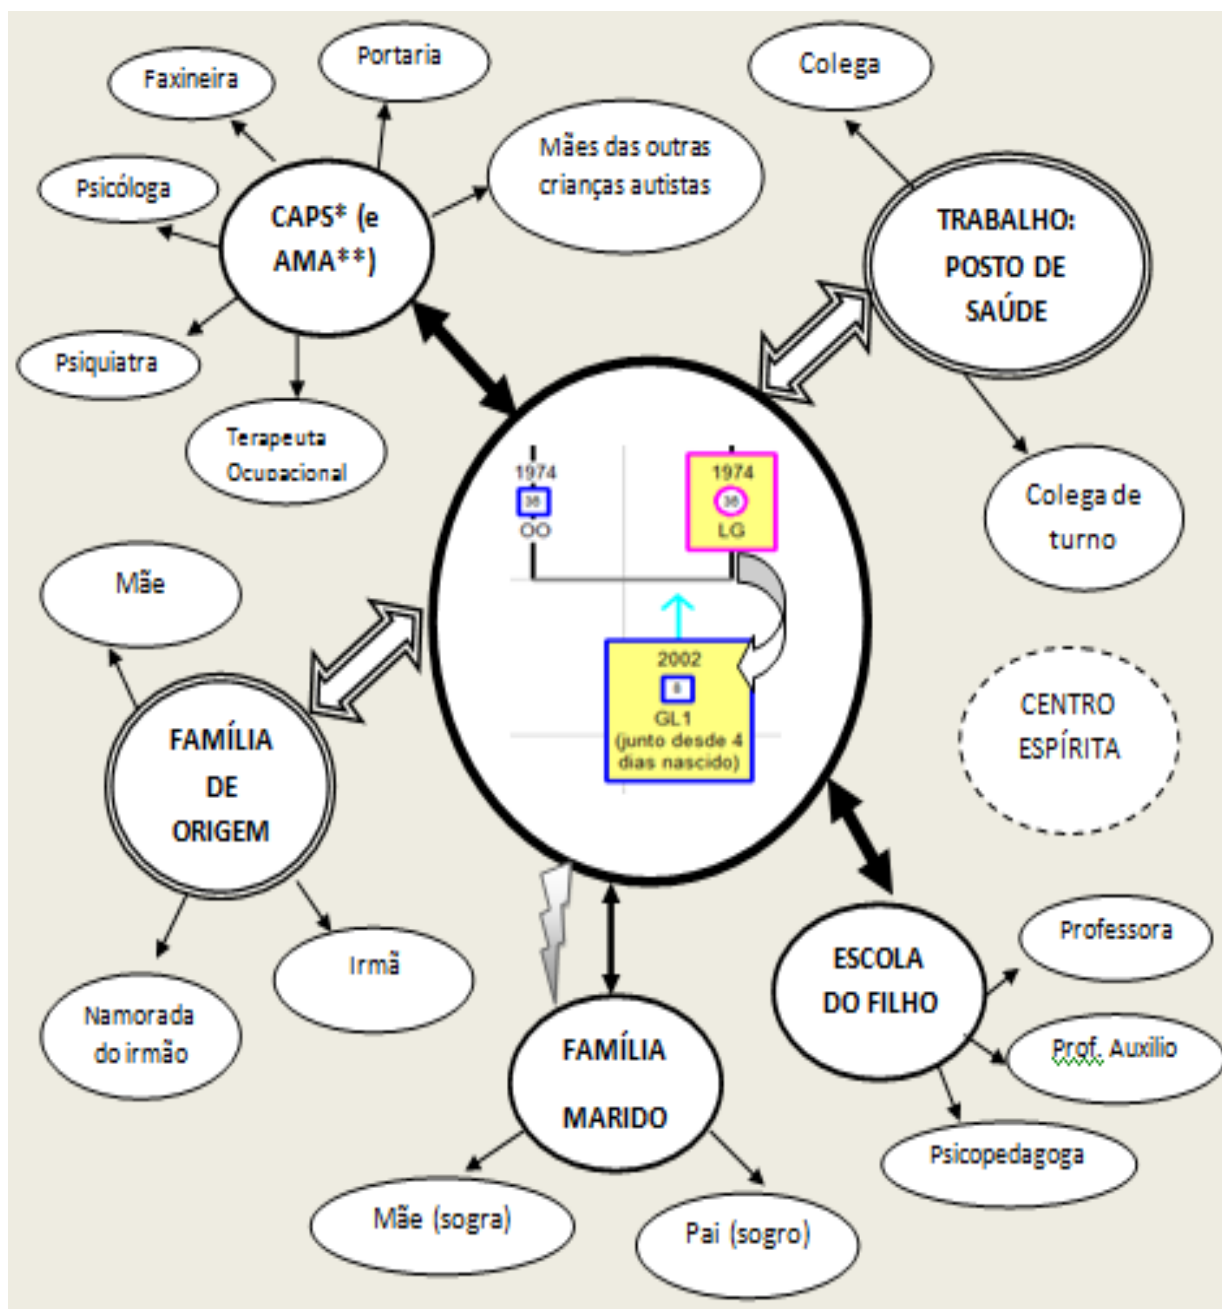 Portaria
Faxineira
Colega
Mães das outras
crianças autistas
Psicóloga
CAPS* (e
AMA**)
TRABALHO:
POSTO DE
SAÚDE
Psiquiatra
Terapeuta
Ocupacional
Colega de
turno
1974
36
OO
1974
36
LG
2002
8
GL1
(junto desde 4
dias nascido)
Mãe
FAMÍLIA
DE
ORIGEM
CENTRO
ESPÍRITA
Irmã
Namorada
do irmão
FAMÍLIA
MARIDO
ESCOLA
DO FILHO
Professora
Prof. Auxilio
Psicopedagoga
Mãe (sogra)
Pai (sogro)